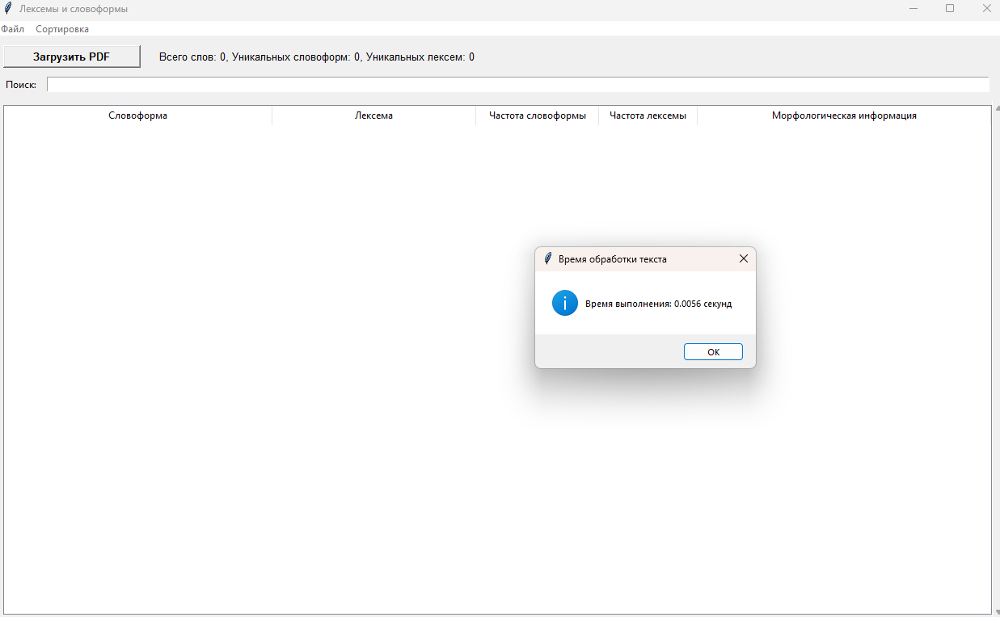 Лексемы и словоформы
Файл Сортировка
Загрузить PDF Всего слов: 0, Уникальных словоформ: 0, Уникальных лексем: 0
Поиск:
Словоформа Лексема Частота словоформы Частота лексемы Морфологическая информация
Время обработки текста
Время выполнения: 0.0056 секунд
OK